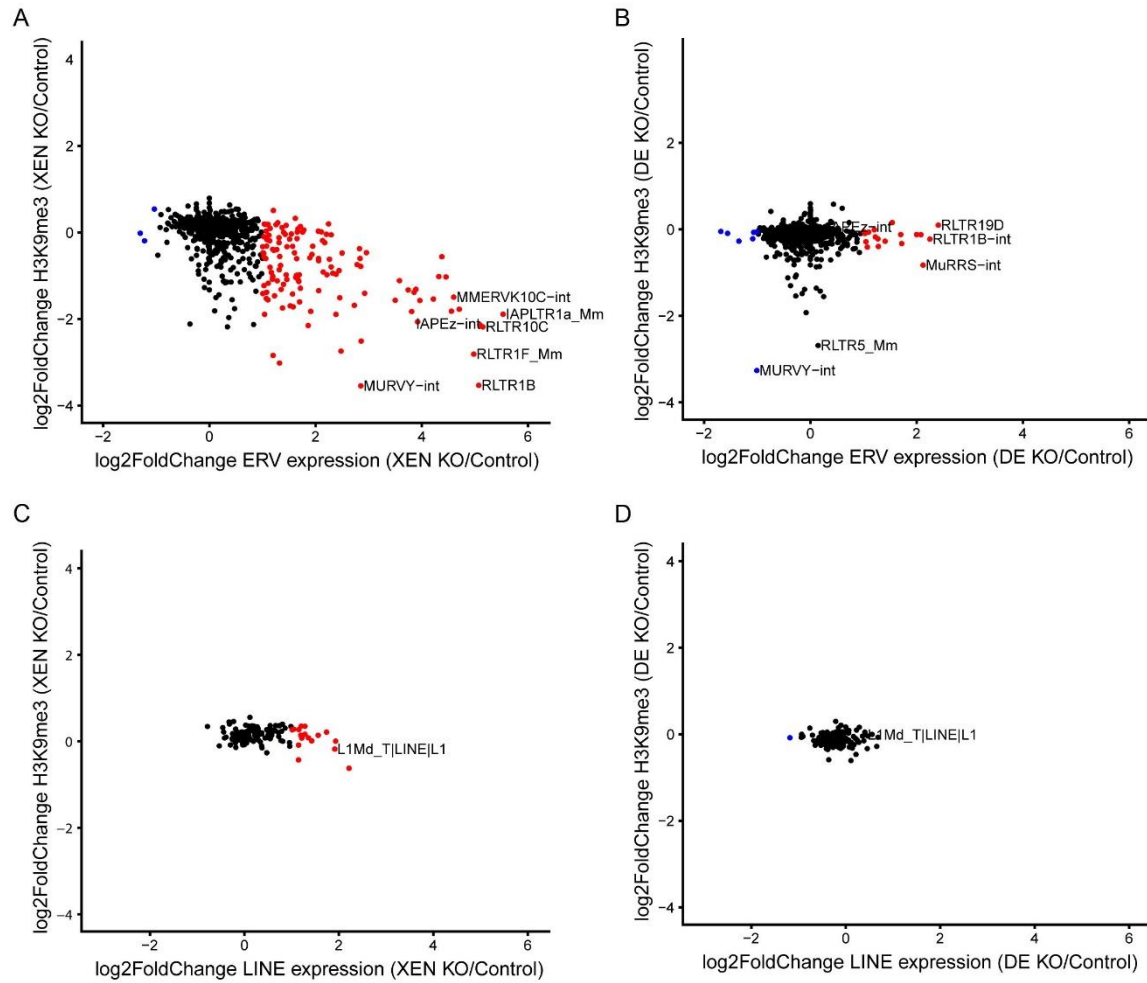 A
log2FoldChange H3K9me3 (XEN KO/Control)
4
2
0
−2
−4
MMERVK10C−int
IAPLTR1a_Mm
IAPEz−int
RLTR10C
RLTR1F_Mm
MURVY−int
RLTR1B
−2
0
2
4
6
log2FoldChange ERV expression (XEN KO/Control)
B
log2FoldChange H3K9me3 (DE KO/Control)
2
0
−2
−4
IAPEz−int
RLTR19D
RLTR1B−int
MuRRS−int
RLTR5_Mm
MURVY−int
−2
0
2
4
6
log2FoldChange ERV expression (DE KO/Control)
C
log2FoldChange H3K9me3 (XEN KO/Control)
4
2
0
−2
−4
L1Md_T|LINE|L1
−2
0
2
4
6
log2FoldChange LINE expression (XEN KO/Control)
D
log2FoldChange H3K9me3 (DE KO/Control)
4
2
0
−2
−4
L1Md_T|LINE|L1
−2
0
2
4
6
log2FoldChange LINE expression (DE KO/Control)